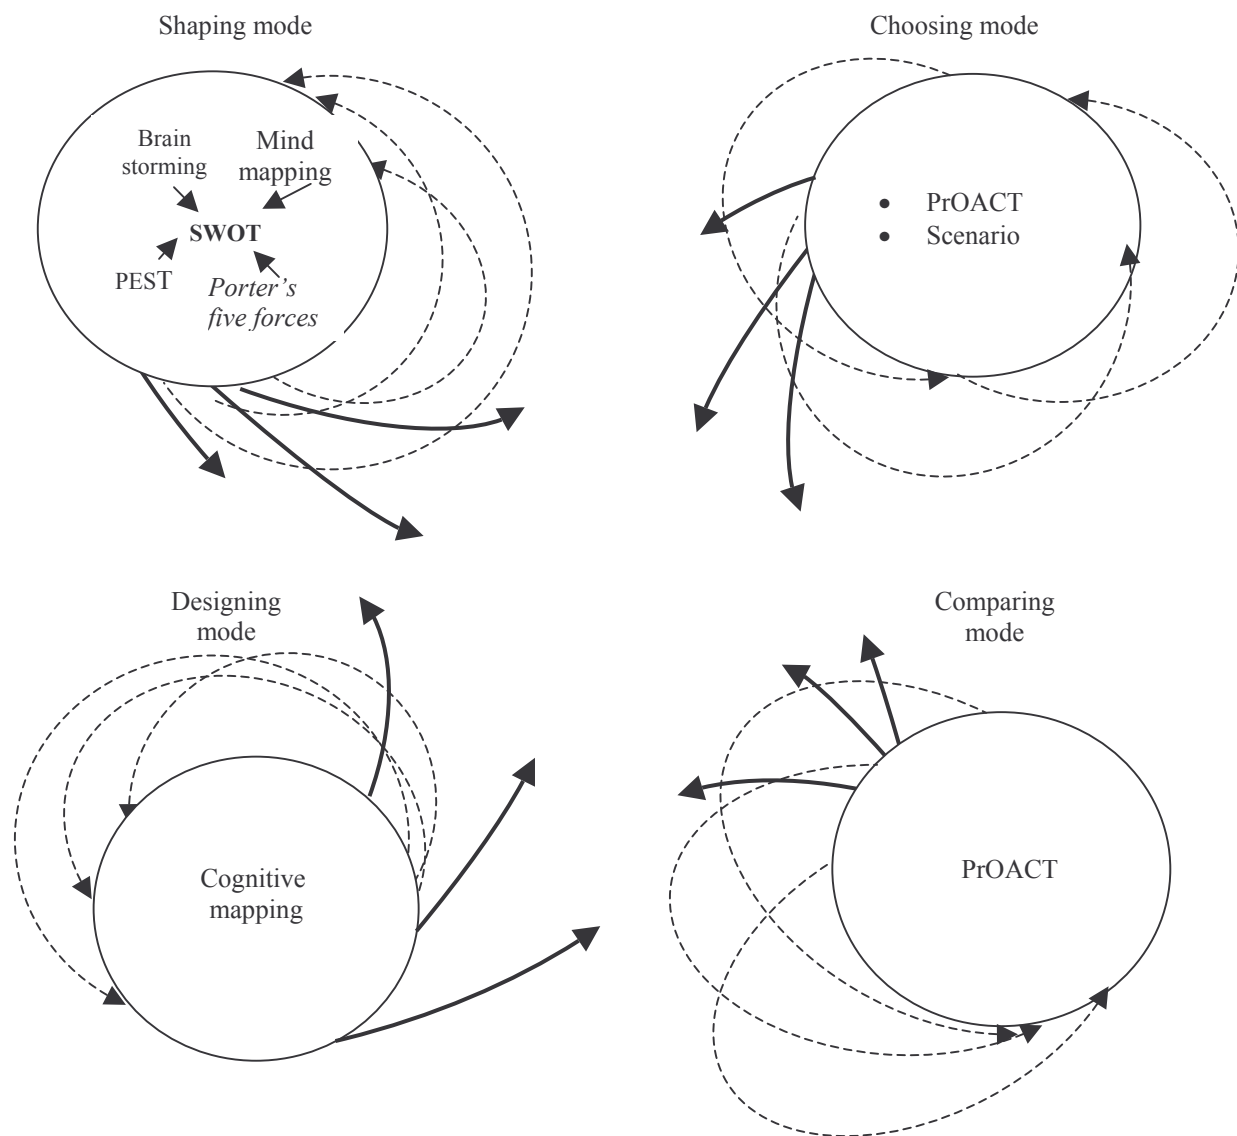 Shaping mode
Choosing mode
Brain
storming
Mind
mapping
SWOT
PEST
Porter’s
five forces
• PrOACT
• Scenario
Designing
mode
Comparing
mode
Cognitive
mapping
PrOACT